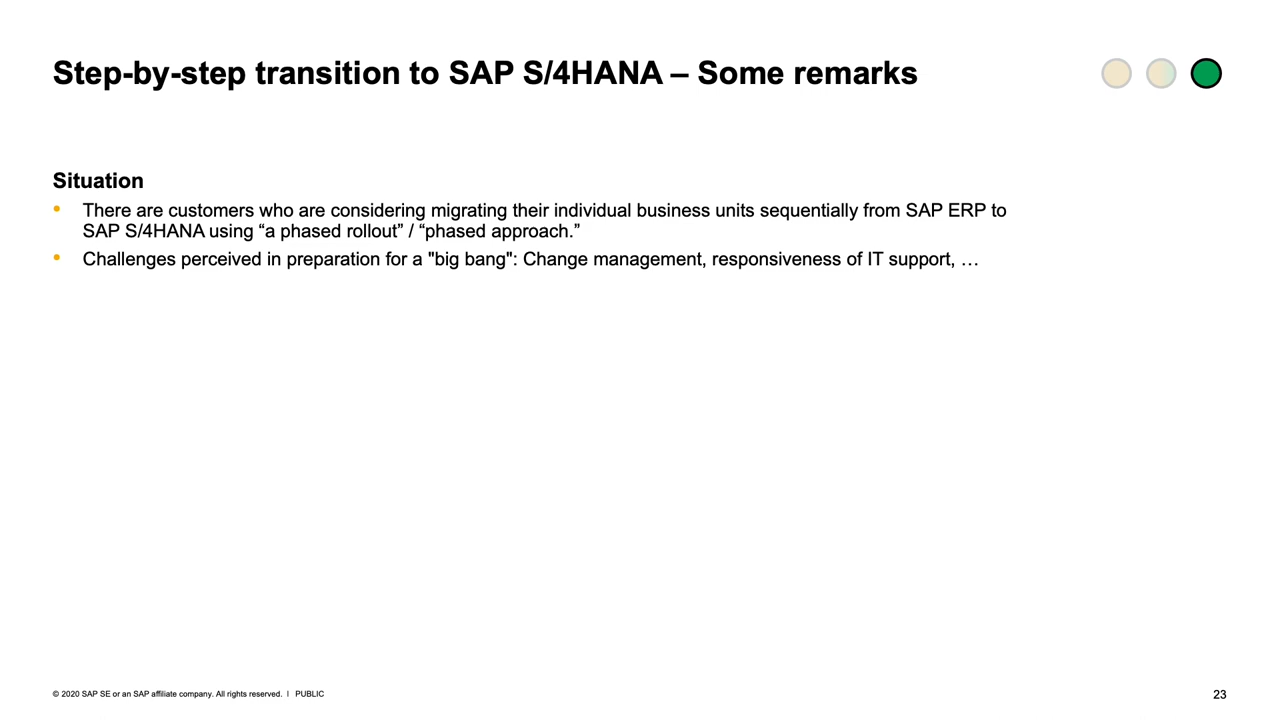 Step-by-step transition to SAP S/4HANA – Some remarks
Situation
• There are customers who are considering migrating their individual business units sequentially from SAP ERP to
SAP S/4HANA using “a phased rollout” / “phased approach.”
• Challenges perceived in preparation for a "big bang": Change management, responsiveness of IT support, …
© 2020 SAP SE or an SAP affiliate company. All rights reserved. ǀ PUBLIC
23